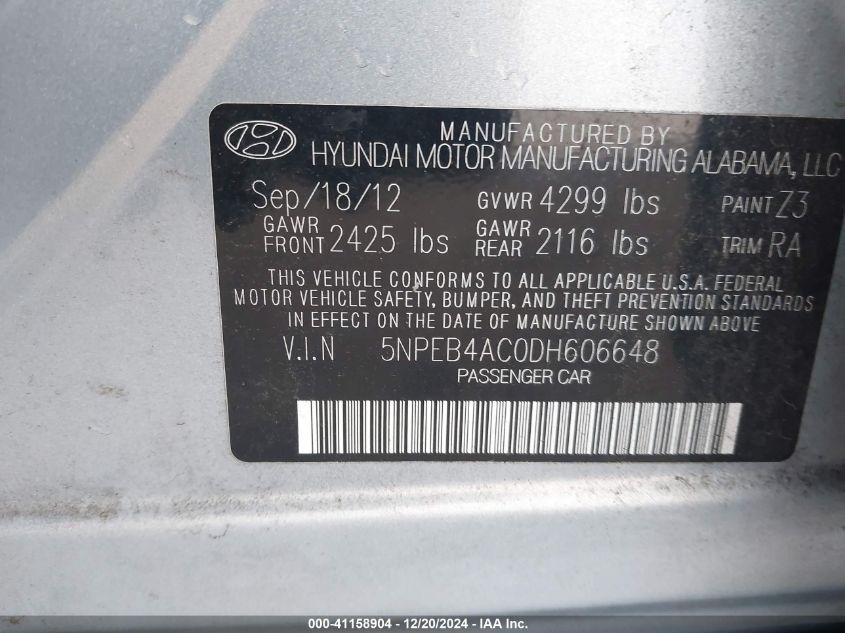 MANUFACTURED BY
HYUNDAI MOTOR MANUFACTURING ALABAMA, LLC
Sep/18/12 GVWR 4299 lbs PAINT Z3
GAWR FRONT 2425 lbs GAWR REAR 2116 lbs TRIM RA
THIS VEHICLE CONFORMS TO ALL APPLICABLE U.S.A. FEDERAL
MOTOR VEHICLE SAFETY, BUMPER, AND THEFT PREVENTION STANDARDS
IN EFFECT ON THE DATE OF MANUFACTURE SHOWN ABOVE
V.I.N 5NPEB4AC0DH606648
PASSENGER CAR
000-41158904 - 12/20/2024 - IAA Inc.